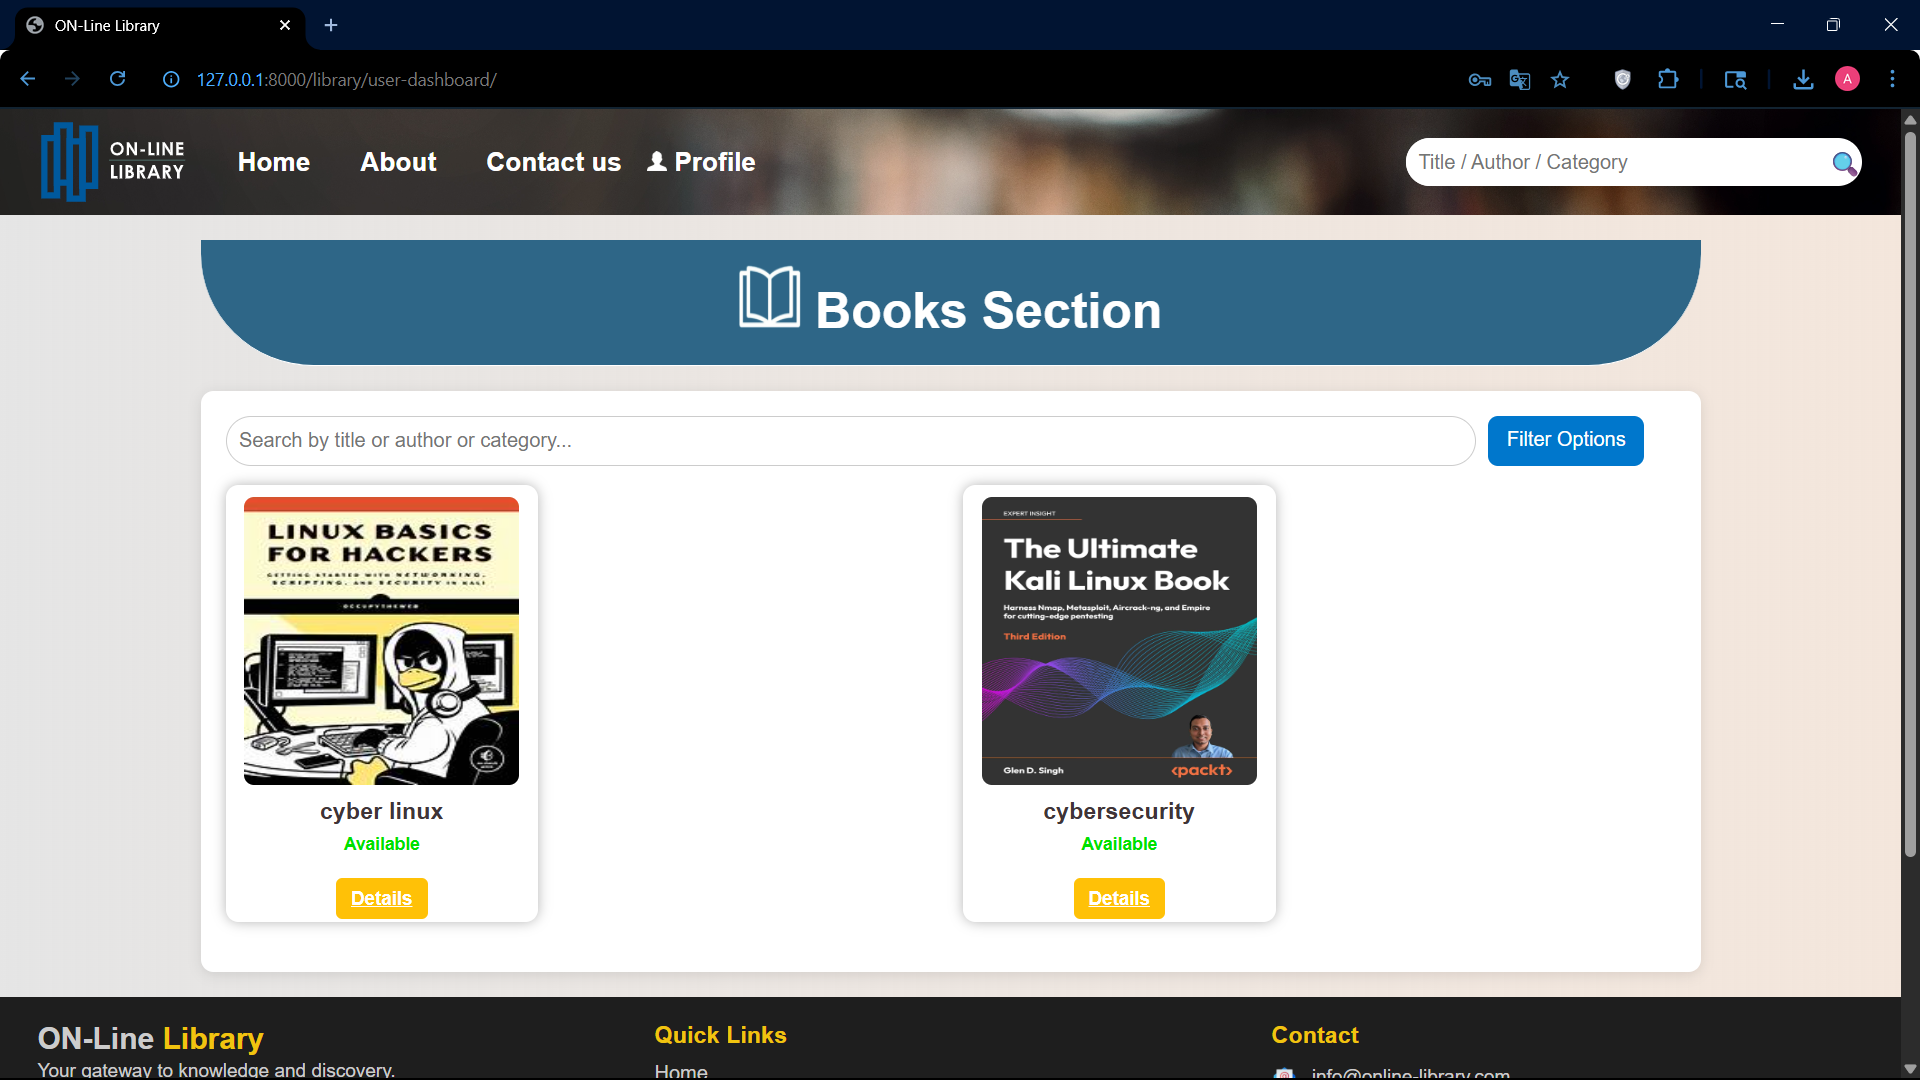 ON-Line Library
127.0.0.1:8000/library/user-dashboard/
A
ON-LINE
LIBRARY
Home
About
Contact us
Profile
Title / Author / Category
Books Section
Search by title or author or category...
Filter Options
LINUX BASICS
FOR HACKERS
GETTING STARTED WITH NETWORKING,
SCRIPTING, AND SECURITY IN KALI
OCCUPYTHEWEB
cyber linux
Available
Details
EXPERT INSIGHT
The Ultimate
Kali Linux Book
Harness Nmap, Metasploit, Aircrack-ng, and Empire
for cutting-edge pentesting
Third Edition
Glen D. Singh
<packt>
cybersecurity
Available
Details
ON-Line Library
Your gateway to knowledge and discovery.
Quick Links
Home
Contact
info@online-library.com